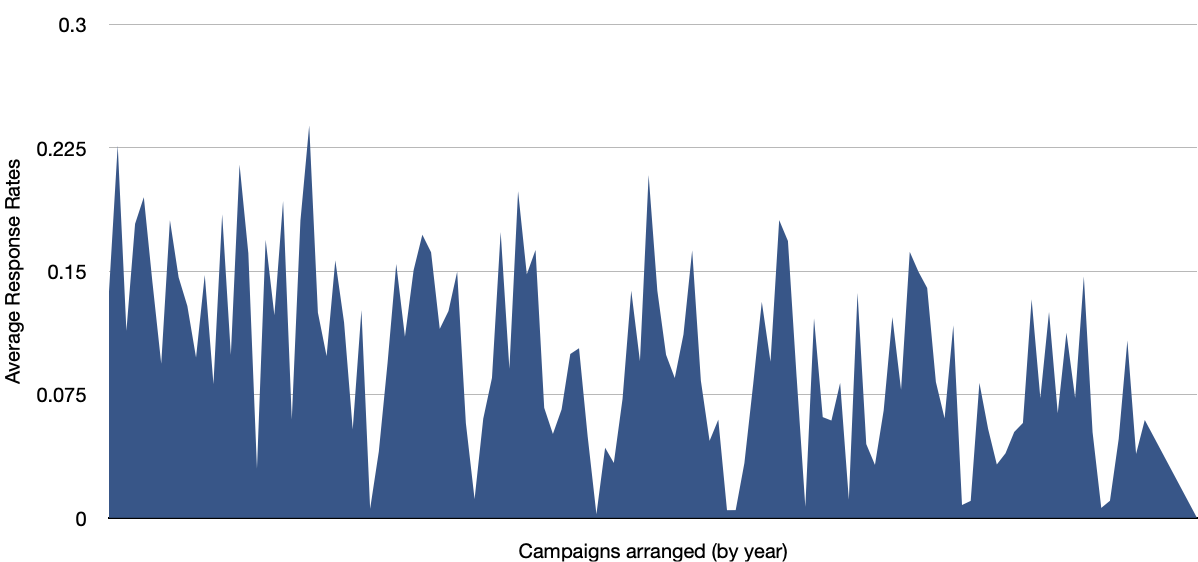 0.3
0.225
0.15
0.075
0
Average Response Rates
Campaigns arranged (by year)